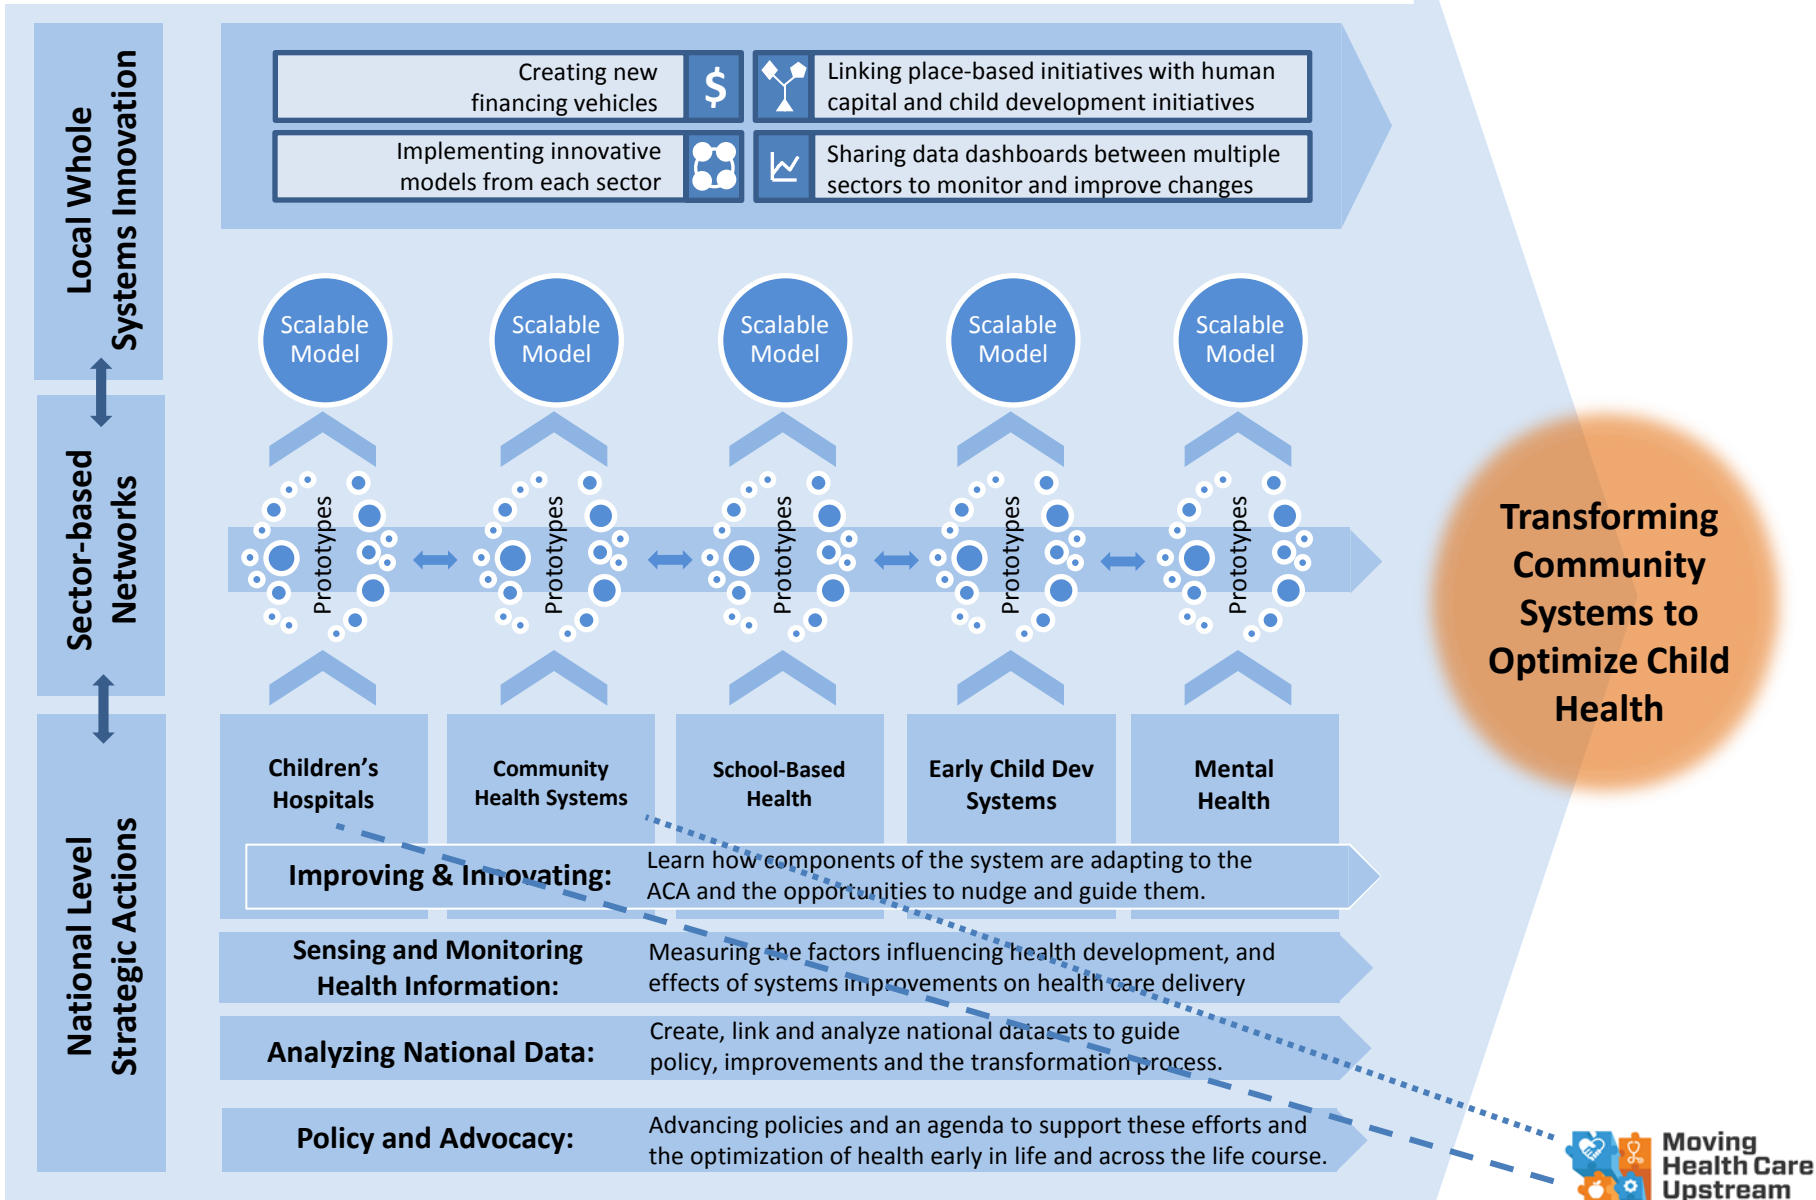 Local Whole
Systems Innovation
Creating new
financing vehicles
$
Linking place-based initiatives with human
capital and child development initiatives
Implementing innovative
models from each sector
Sharing data dashboards between multiple
sectors to monitor and improve changes
Scalable
Model
Scalable
Model
Scalable
Model
Scalable
Model
Scalable
Model
Sector-based
Networks
Prototypes
Prototypes
Prototypes
Prototypes
Prototypes
Transforming
Community
Systems to
Optimize Child
Health
National Level
Strategic Actions
Children’s
Hospitals
Community
Health Systems
School-Based
Health
Early Child Dev
Systems
Mental
Health
Improving & Innovating:
Learn how components of the system are adapting to the
ACA and the opportunities to nudge and guide them.
Sensing and Monitoring
Health Information:
Measuring the factors influencing health development, and
effects of systems improvements on health care delivery
Analyzing National Data:
Create, link and analyze national datasets to guide
policy, improvements and the transformation process.
Policy and Advocacy:
Advancing policies and an agenda to support these efforts and
the optimization of health early in life and across the life course.
Moving
Health Care
Upstream